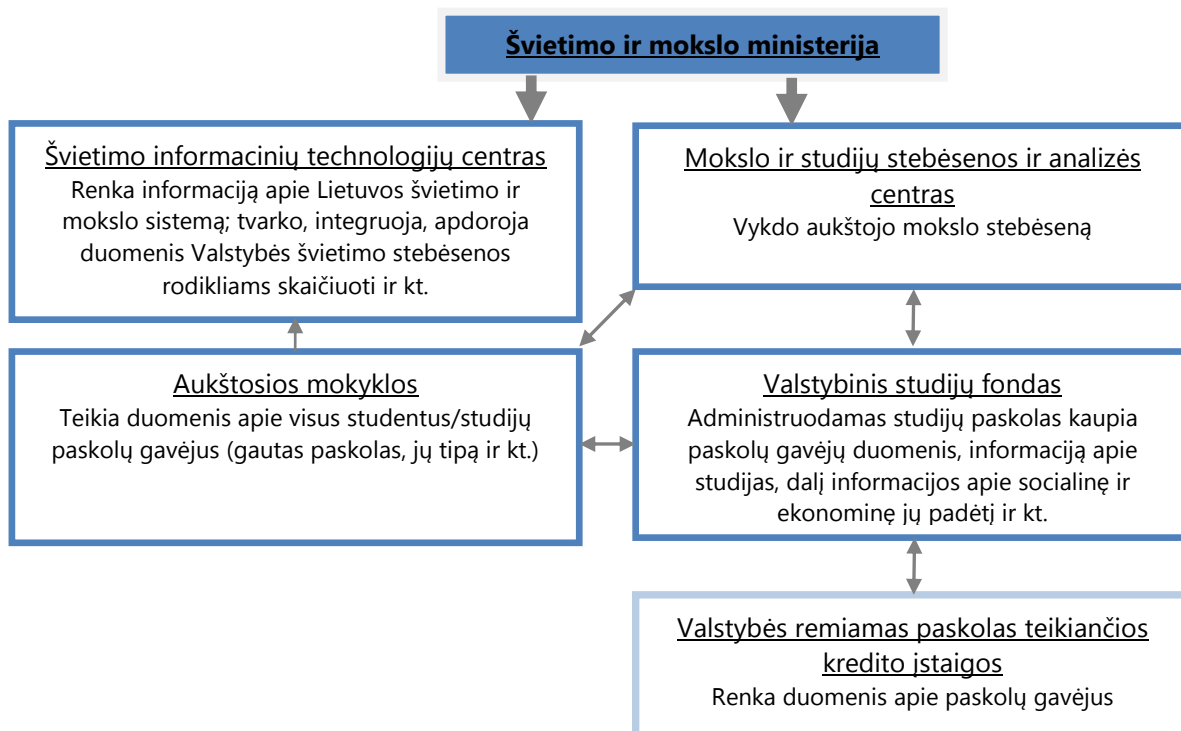 Švietimo ir mokslo ministerija
Švietimo informacinių technologijų centras
Renka informaciją apie Lietuvos švietimo ir
mokslo sistemą; tvarko, integruoja, apdoroja
duomenis Valstybės švietimo stebėsenos
rodikliams skaičiuoti ir kt.
Mokslo ir studijų stebėsenos ir analizės
centras
Vykdo aukštojo mokslo stebėseną
Aukštosios mokyklos
Teikia duomenis apie visus studentus/studijų
paskolų gavėjus (gautas paskolas, jų tipą ir kt.)
Valstybinis studijų fondas
Administruodamas studijų paskolas kaupia
paskolų gavėjų duomenis, informaciją apie
studijas, dalį informacijos apie socialinę ir
ekonominę jų padėtį ir kt.
Valstybės remiamas paskolas teikiančios
kredito įstaigos
Renka duomenis apie paskolų gavėjus